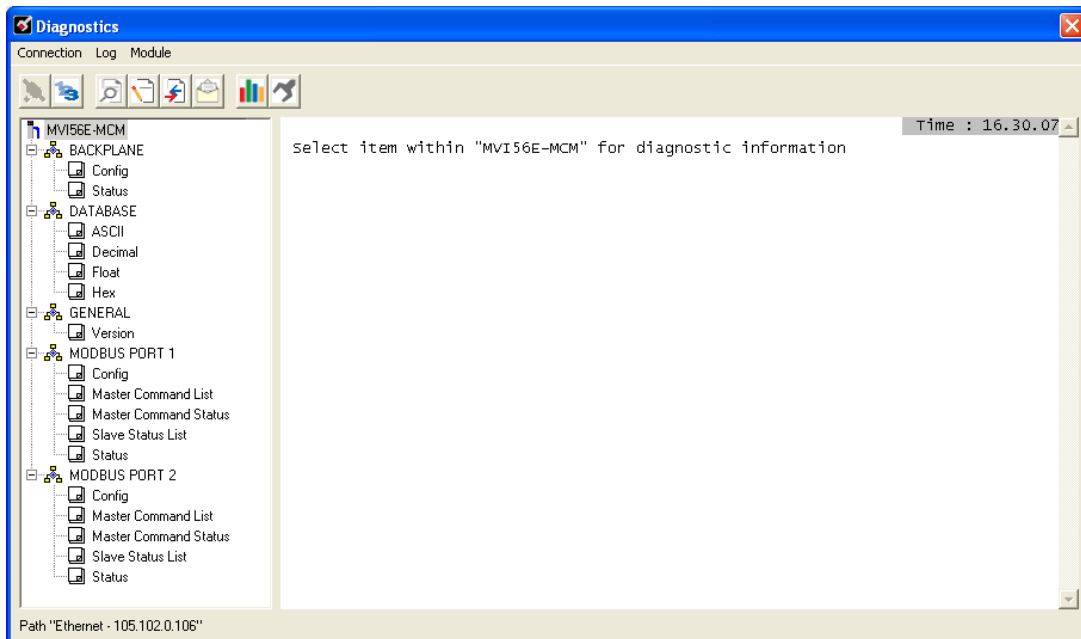 Diagnostics
Connection Log Module
MVI56E-MCM
BACKPLANE
Config
Status
DATABASE
ASCII
Decimal
Float
Hex
GENERAL
Version
MODBUS PORT 1
Config
Master Command List
Master Command Status
Slave Status List
Status
MODBUS PORT 2
Config
Master Command List
Master Command Status
Slave Status List
Status
Time : 16.30.07
Select item within "MVI56E-MCM" for diagnostic information
Path "Ethernet - 105.102.0.106"